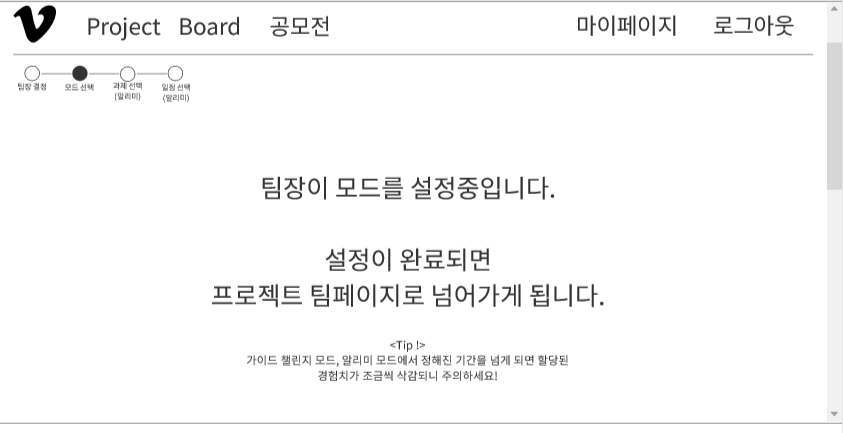 Project Board 공모전 마이페이지 로그아웃
팀장 결정 모드 선택 과제 선택 일정 선택
(알리미) (알리미)
팀장이 모드를 설정중입니다.
설정이 완료되면
프로젝트 팀페이지로 넘어가게 됩니다.
<Tip !>
가이드 챌린지 모드, 알리미 모드에서 정해진 기간을 넘게 되면 할당된
경험치가 조금씩 삭감되니 주의하세요!